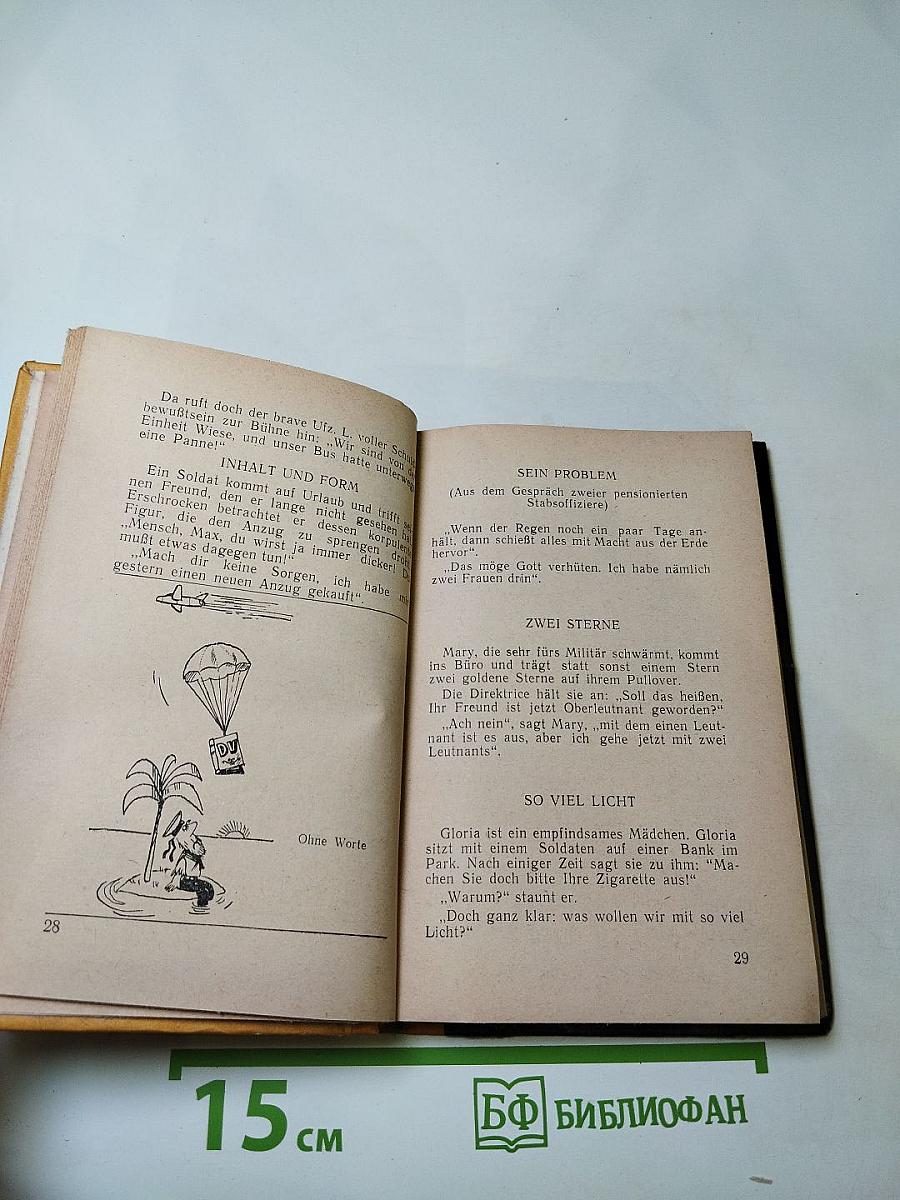 Da ruft doch der brave Ufz. L. voller
bewußtsein zur Bühne hin: „Wir sind von
Einheit Wiese, und unser Bus hatte unterwegs
eine Panne!“
INHALT UND FORM
Ein Soldat kommt auf Urlaub und trifft
nen Freund, den er lange nicht gesehen
Erschrocken betrachtet er dessen korpulente
Figur, die den Anzug zu sprengen droht.
„Mensch, Max, du wirst ja immer dicker! Du
mußt etwas dagegen tun!“
„Mach dir keine Sorgen, ich habe mir
gestern einen neuen Anzug gekauft“.
DU
Ohne Worte
28
SEIN PROBLEM
(Aus dem Gespräch zweier pensionierten
Stabsoffiziere)
„Wenn der Regen noch ein paar Tage an-
hält, dann schießt alles mit Macht aus der Erde
hervor“.
„Das möge Gott verhüten. Ich habe nämlich
zwei Frauen drin“.
ZWEI STERNE
Mary, die sehr fürs Militär schwärmt, kommt
ins Büro und trägt statt sonst einem Stern
zwei goldene Sterne auf ihrem Pullover.
Die Direktrice hält sie an: „Soll das heißen,
Ihr Freund ist jetzt Oberleutnant geworden?“
„Ach nein“, sagt Mary, „mit dem einen Leut-
nant ist es aus, aber ich gehe jetzt mit zwei
Leutnants“.
SO VIEL LICHT
Gloria ist ein empfindsames Mädchen. Gloria
sitzt mit einem Soldaten auf einer Bank im
Park. Nach einiger Zeit sagt sie zu ihm: “Ma-
chen Sie doch bitte Ihre Zigarette aus!“
„Warum?“ staunt er.
„Doch ganz klar: was wollen wir mit so viel
Licht?“
29
15 см
БФ БИБЛИОФАН